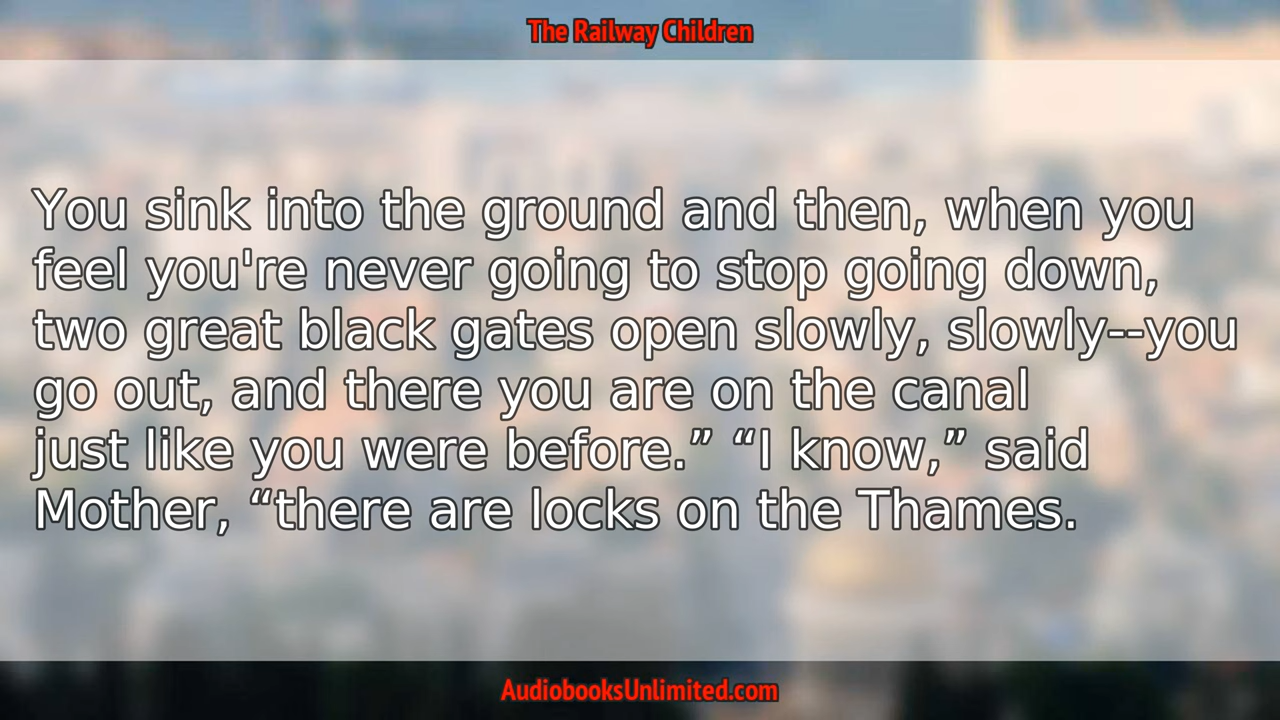 The Railway Children
You sink into the ground and then, when you
feel you're never going to stop going down,
two great black gates open slowly, slowly--you
go out, and there you are on the canal
just like you were before.” “I know,” said
Mother, “there are locks on the Thames.
AudiobooksUnlimited.com